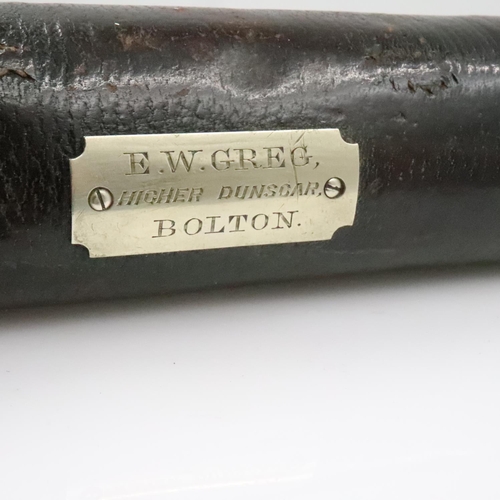 E.W.GREG,
HIGHER DUNSCAR,
BOLTON.